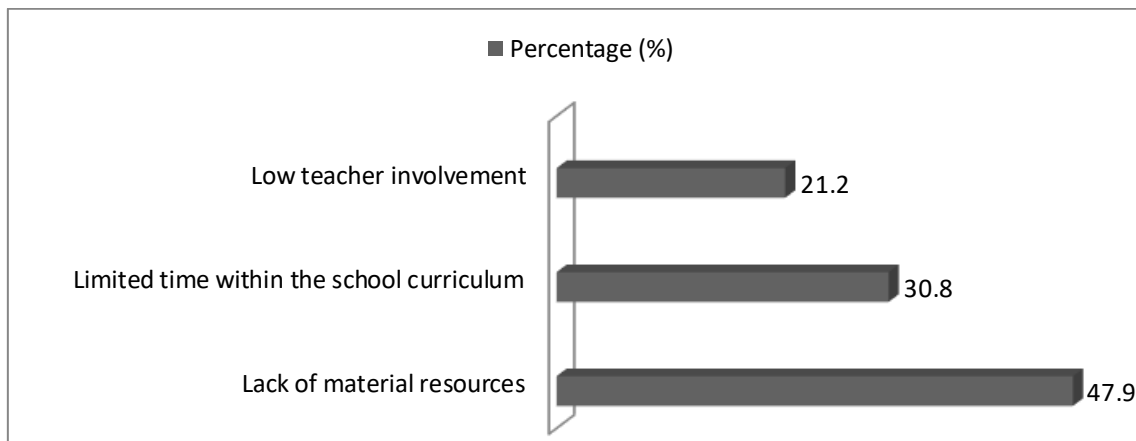 Percentage (%)
Low teacher involvement
21.2
Limited time within the school curriculum
30.8
Lack of material resources
47.9